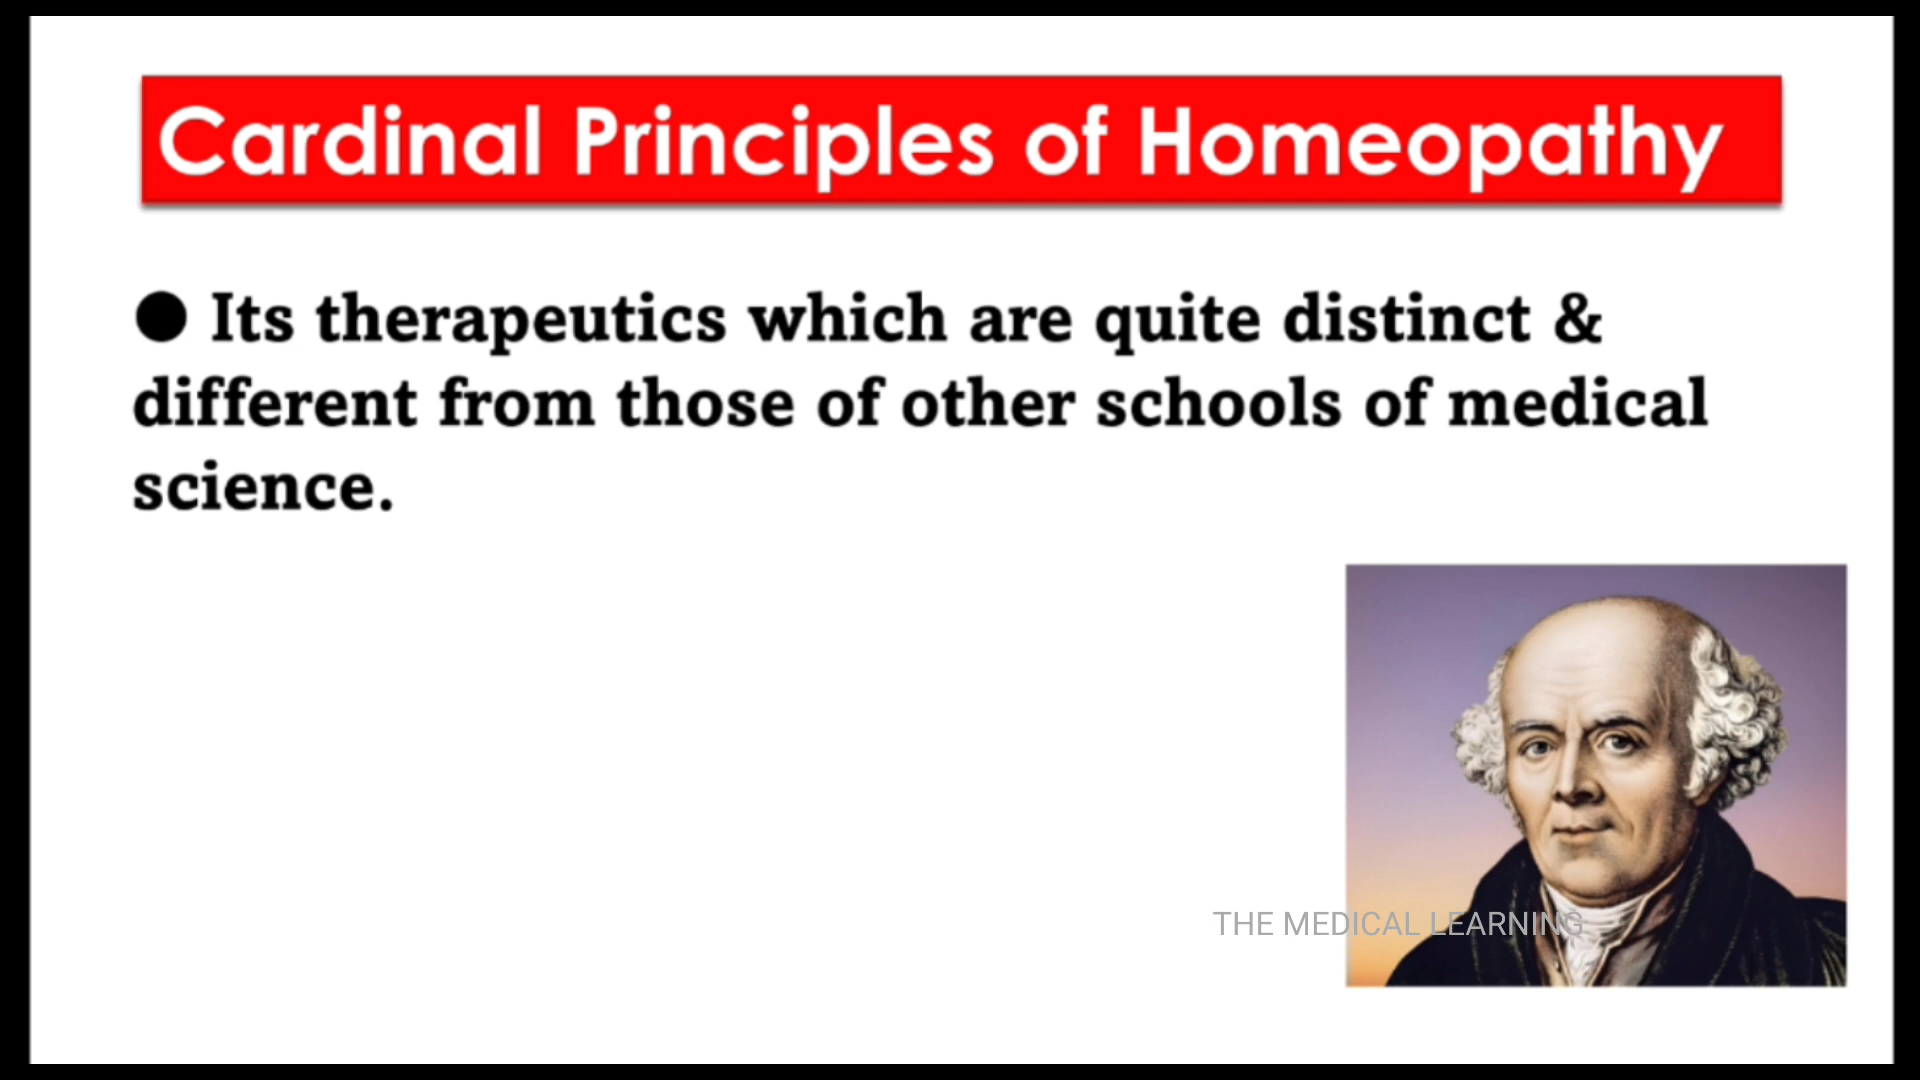 Cardinal Principles of Homeopathy
● Its therapeutics which are quite distinct &
different from those of other schools of medical
science.
THE MEDICAL LEARNING